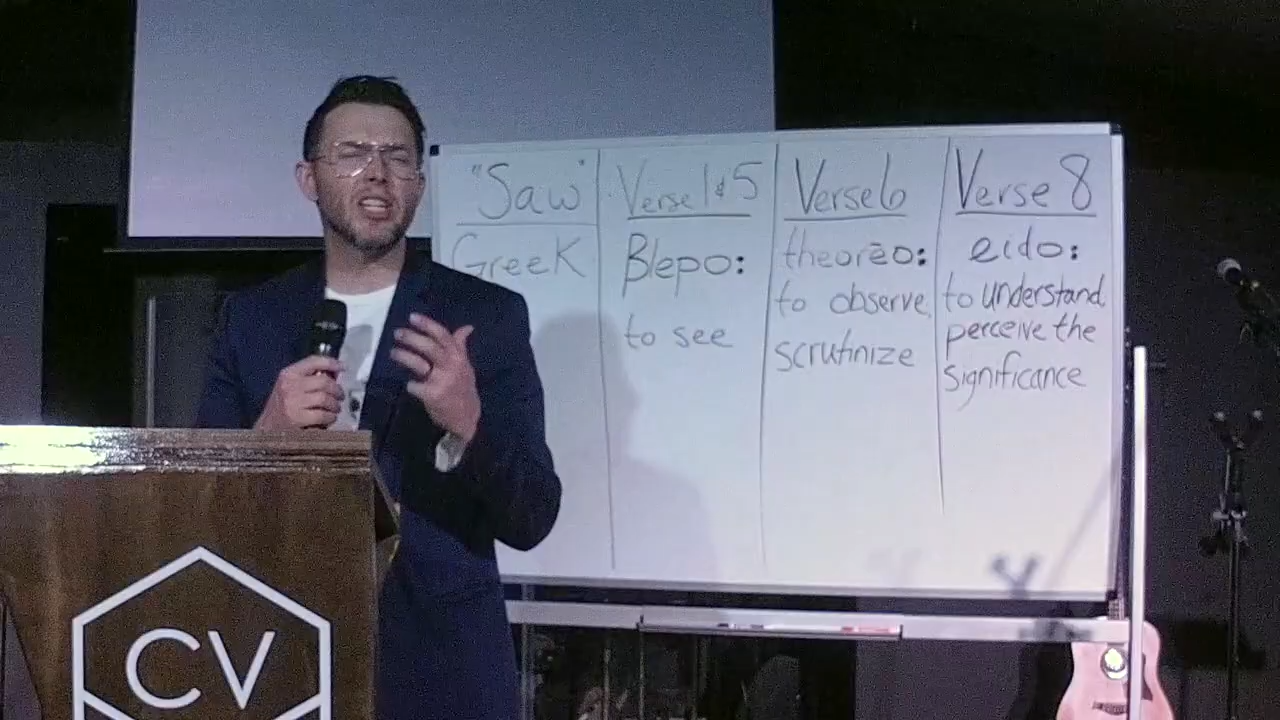 "Saw"
Greek
Verse 1 & 5
Blepo:
to see
Verse 6
theorēo:
to observe,
scrutinize
Verse 8
eido:
to understand,
perceive the
significance
CV